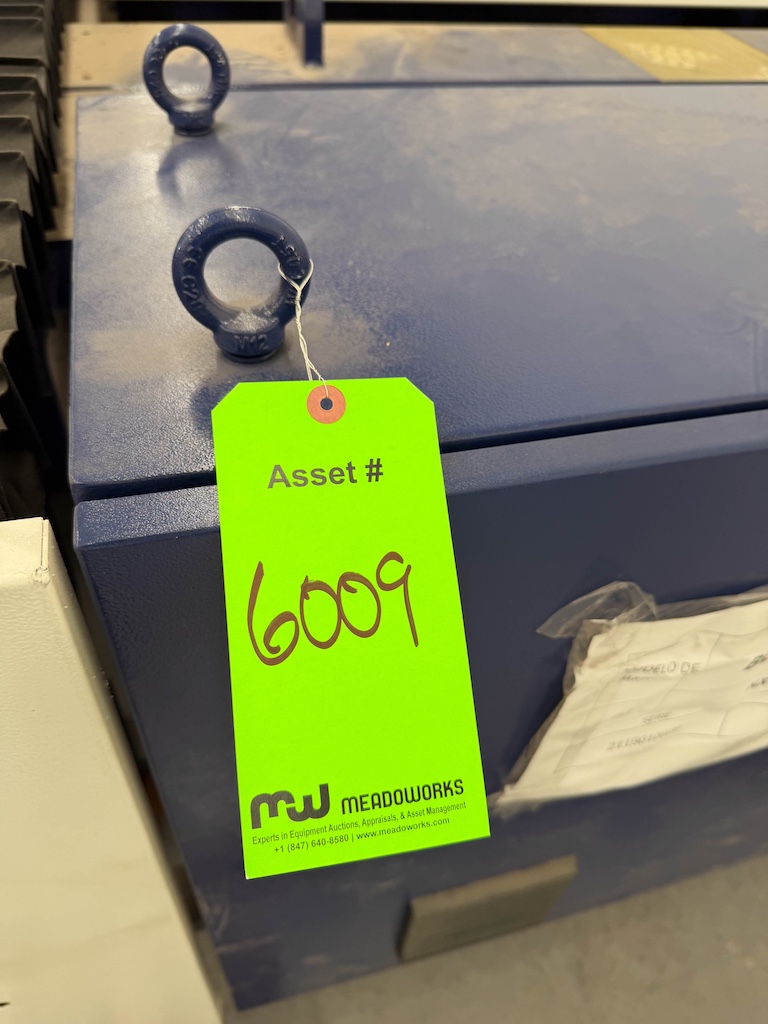 M12
Asset #
6009
MW MEADOWORKS
Experts in Equipment Auctions, Appraisals, & Asset Management
+1 (847) 640-8580 | www.meadoworks.com
DE